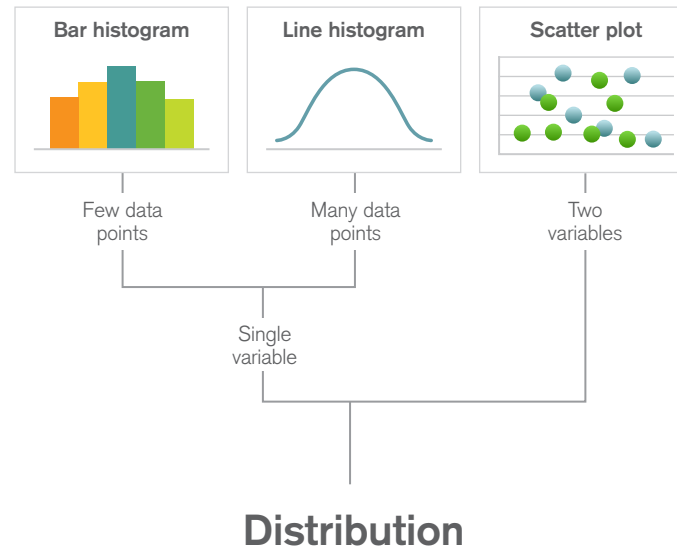 Bar histogram
Line histogram
Scatter plot
Few data
points
Many data
points
Two
variables
Single
variable
Distribution